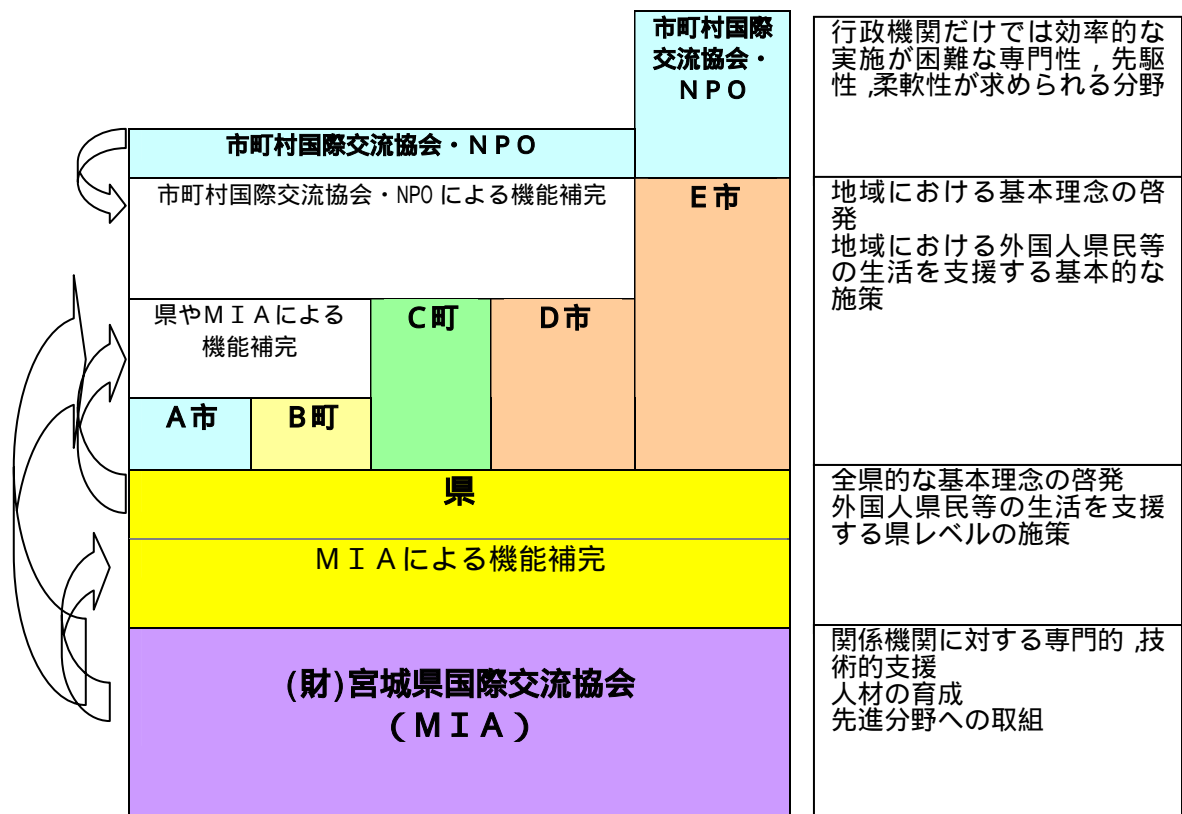 市町村国際
交流協会・
ＮＰＯ
市町村国際交流協会・ＮＰＯ
市町村国際交流協会・NPO による機能補完
Ｅ市
県やＭＩＡによる
機能補完
Ｃ町
Ｄ市
Ａ市
Ｂ町
県
ＭＩＡによる機能補完
(財)宮城県国際交流協会
（ＭＩＡ）
行政機関だけでは効率的な
実施が困難な専門性，先駆
性，柔軟性が求められる分野
地域における基本理念の啓
発
地域における外国人県民等
の生活を支援する基本的な
施策
全県的な基本理念の啓発
外国人県民等の生活を支援
する県レベルの施策
関係機関に対する専門的，技
術的支援
人材の育成
先進分野への取組